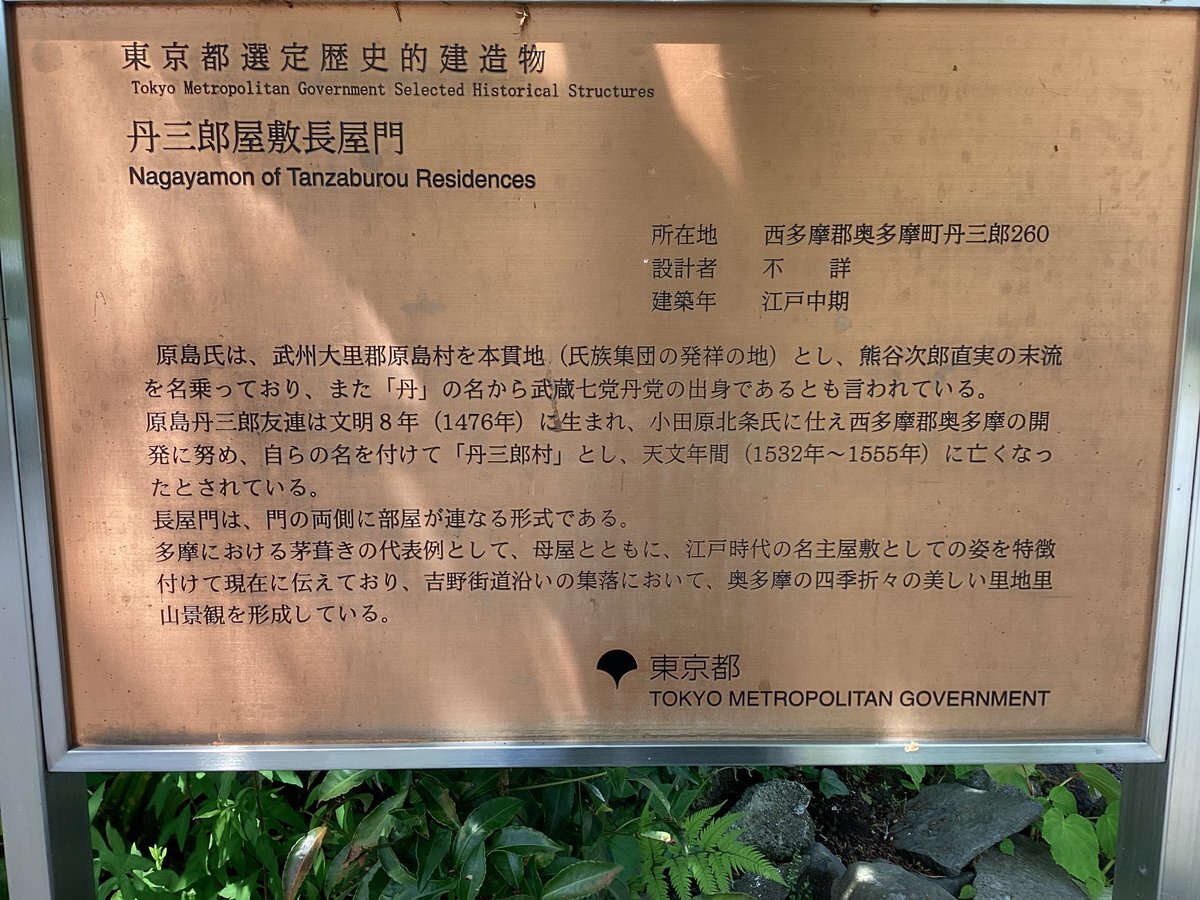 東京都選定歴史的建造物
Tokyo Metropolitan Government Selected Historical Structures
丹三郎屋敷長屋門
Nagayamon of Tanzaburou Residences
所在地　西多摩郡奥多摩町丹三郎260
設計者　不　詳
建築年　江戸中期
原島氏は、武州大里郡原島村を本貫地（氏族集団の発祥の地）とし、熊谷次郎直実の末流
を名乗っており、また「丹」の名から武蔵七党丹党の出身であるとも言われている。
原島丹三郎友連は文明８年（1476年）に生まれ、小田原北条氏に仕え西多摩郡奥多摩の開
発に努め、自らの名を付けて「丹三郎村」とし、天文年間（1532年～1555年）に亡くなっ
たとされている。
長屋門は、門の両側に部屋が連なる形式である。
多摩における茅葺きの代表例として、母屋とともに、江戸時代の名主屋敷としての姿を特徴
付けて現在に伝えており、吉野街道沿いの集落において、奥多摩の四季折々の美しい里地里
山景観を形成している。
東京都
TOKYO METROPOLITAN GOVERNMENT